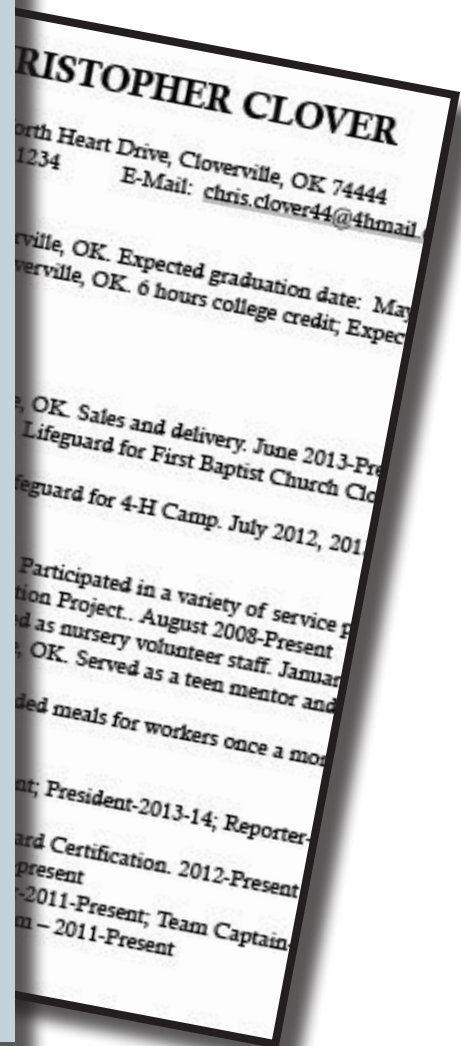 RISTOPHER CLOVER
orth Heart Drive, Cloverville, OK 74444
1234 E-Mail: chris.clover44@4hmail.
rville, OK. Expected graduation date: May
verville, OK. 6 hours college credit; Expec
e, OK. Sales and delivery. June 2013-Pre
Lifeguard for First Baptist Church Clo
feguard for 4-H Camp. July 2012, 201
Participated in a variety of service p
tion Project.. August 2008-Present
ed as nursery volunteer staff. Januar
e, OK. Served as a teen mentor and
ded meals for workers once a mon
nt; President-2013-14; Reporter-
ard Certification. 2012-Present
present
r-2011-Present; Team Captain-
m – 2011-Present